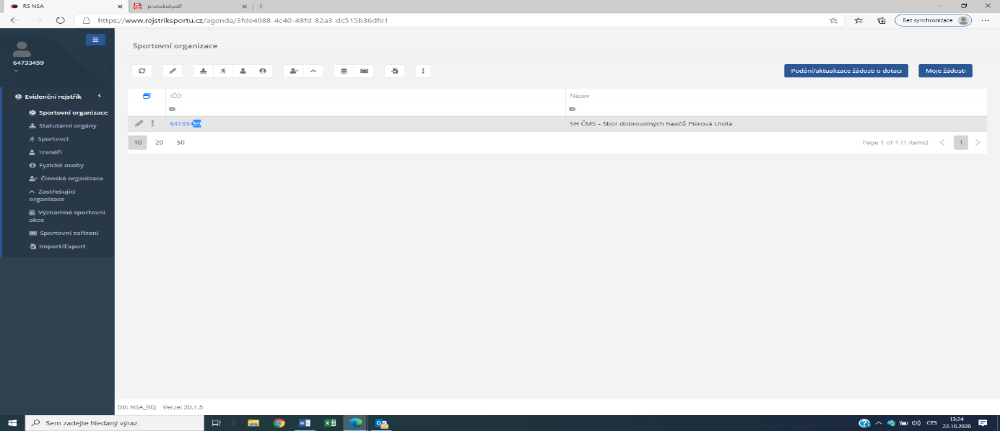 RS NSA
protokol.pdf
https://www.rejstriksportu.cz/agenda/3fde4988-4c40-48fd-82a3-dc515b36dfe1
Bez synchronizace
64733459
Evidenční rejstřík
Sportovní organizace
Statutární orgány
Sportovci
Trenéři
Fyzické osoby
Členské organizace
Zastřešující
organizace
Významné sportovní
akce
Sportovní zařízení
Import/Export
Sportovní organizace
Podání/aktualizace žádosti o dotaci
Moje žádosti
IČO
Název
64733459
SH ČMS - Sbor dobrovolných hasičů Písková Lhota
10 20 50
Page 1 of 1 (1 items)
1
DB: NSA_REJ Verze: 20.1.5
Sem zadejte hledaný výraz
CES
13:24
22.10.2020